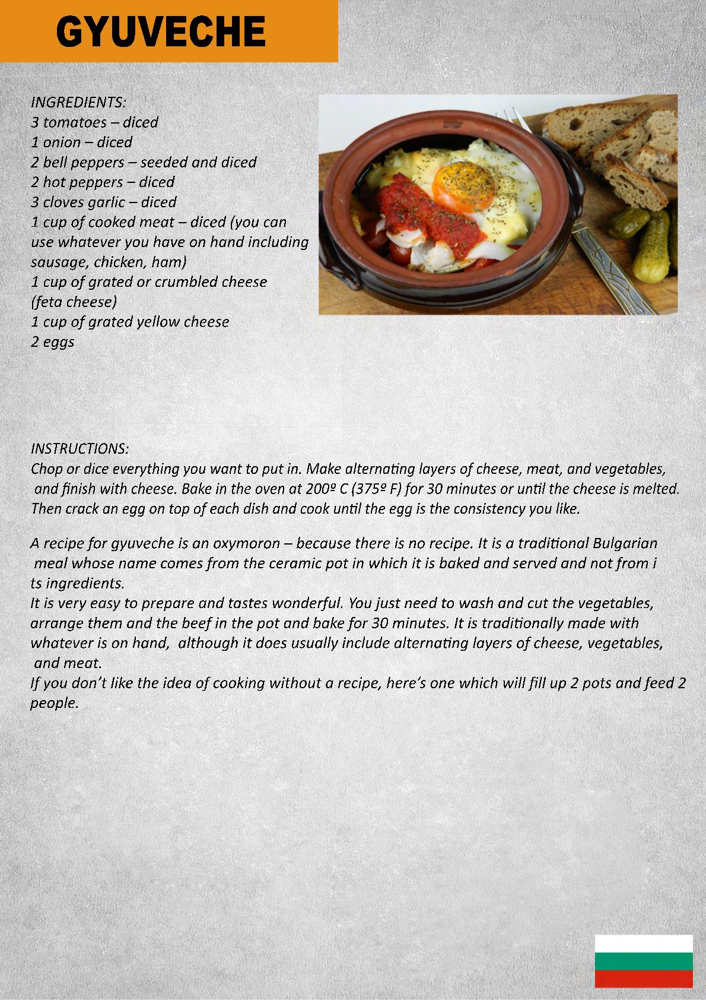 GYUVECHE
INGREDIENTS:
3 tomatoes – diced
1 onion – diced
2 bell peppers – seeded and diced
2 hot peppers – diced
3 cloves garlic – diced
1 cup of cooked meat – diced (you can
use whatever you have on hand including
sausage, chicken, ham)
1 cup of grated or crumbled cheese
(feta cheese)
1 cup of grated yellow cheese
2 eggs
INSTRUCTIONS:
Chop or dice everything you want to put in. Make alternating layers of cheese, meat, and vegetables,
and finish with cheese. Bake in the oven at 200º C (375º F) for 30 minutes or until the cheese is melted.
Then crack an egg on top of each dish and cook until the egg is the consistency you like.
A recipe for gyuveche is an oxymoron – because there is no recipe. It is a traditional Bulgarian
meal whose name comes from the ceramic pot in which it is baked and served and not from i
ts ingredients.
It is very easy to prepare and tastes wonderful. You just need to wash and cut the vegetables,
arrange them and the beef in the pot and bake for 30 minutes. It is traditionally made with
whatever is on hand,  although it does usually include alternating layers of cheese, vegetables,
and meat.
If you don’t like the idea of cooking without a recipe, here’s one which will fill up 2 pots and feed 2
people.